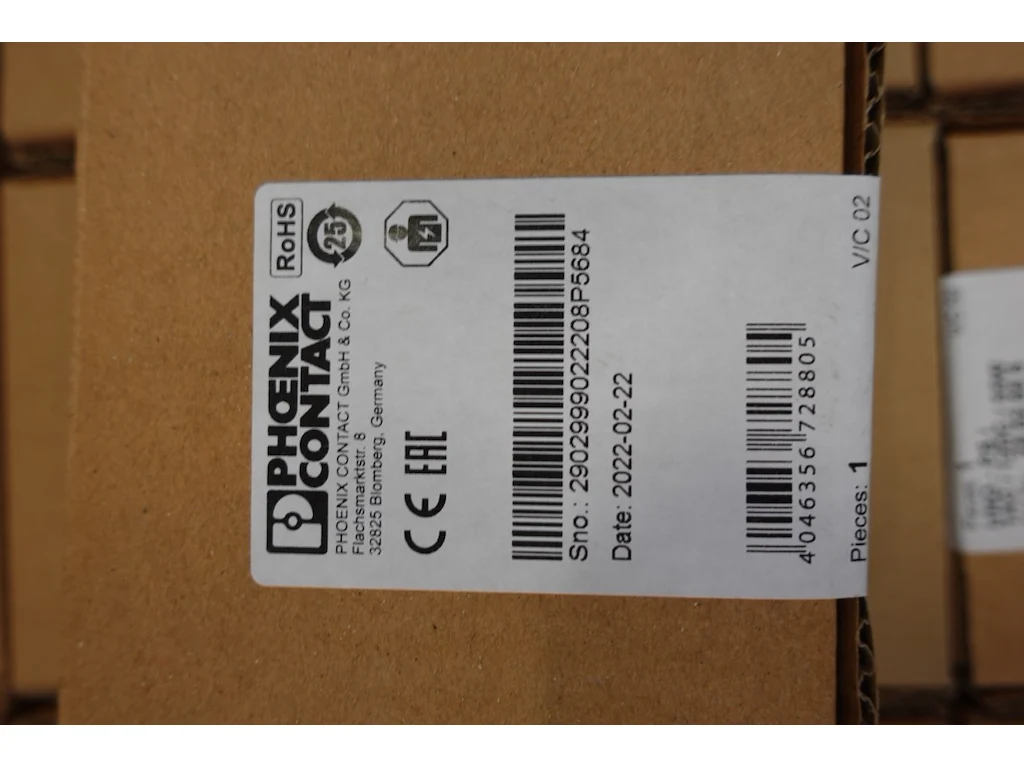 PHŒNIX
CONTACT
RoHS
25
PHOENIX CONTACT GmbH & Co. KG
Flachsmarktstr. 8
32825 Blomberg, Germany
CE EAC
Sno.: 2902999022208P5684
Date: 2022-02-22
4 046356 728805
Pieces: 1
V/C 02